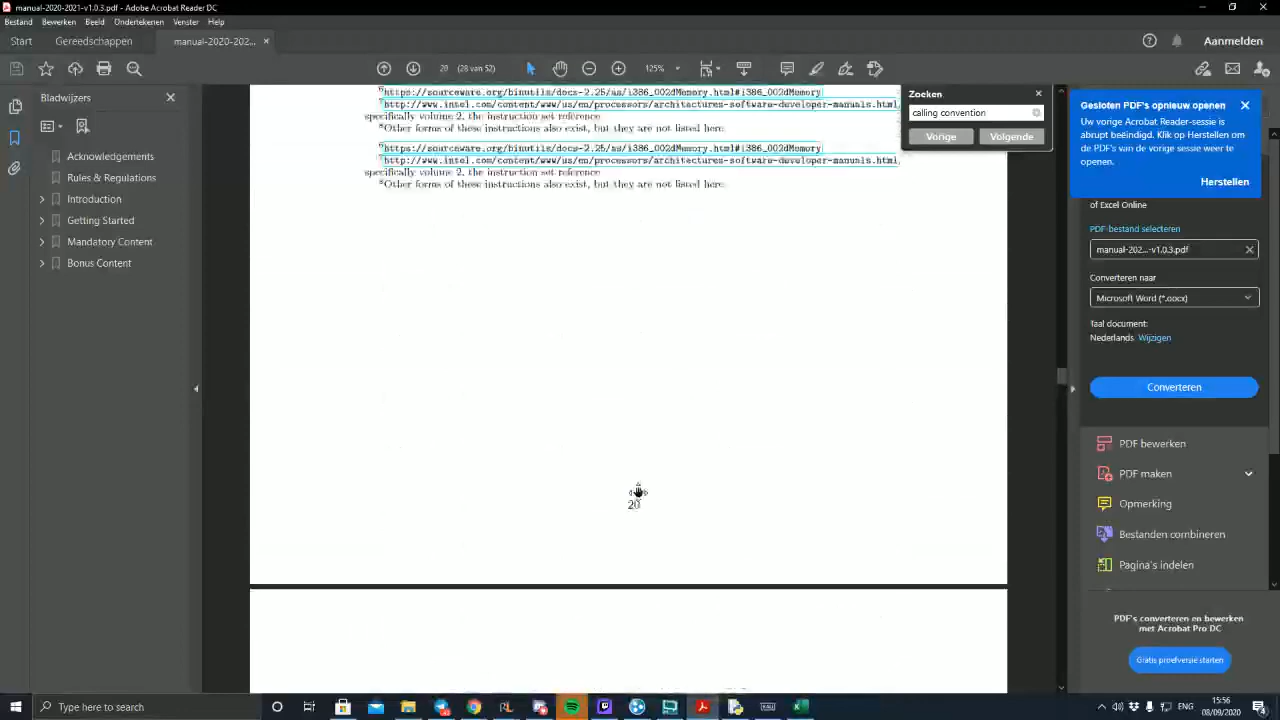 manual-2020-2021-v1.0.3.pdf - Adobe Acrobat Reader DC
Bestand Bewerken Beeld Ondertekenen Venster Help
Start Gereedschappen manual-2020-202... × Aanmelden
20 (28 van 52) 125%
Bladwijzers
Acknowledgements
Rules & Regulations
Introduction
Getting Started
Mandatory Content
Bonus Content
https://sourceware.org/binutils/docs-2.25/as/i386_002dMemory.html#i386_002dMemory
7http://www.intel.com/content/www/us/en/processors/architectures-software-developer-manuals.html,
specifically volume 2, the instruction set reference
8Other forms of these instructions also exist, but they are not listed here.
6https://sourceware.org/binutils/docs-2.25/as/i386_002dMemory.html#i386_002dMemory
7http://www.intel.com/content/www/us/en/processors/architectures-software-developer-manuals.html,
specifically volume 2, the instruction set reference
8Other forms of these instructions also exist, but they are not listed here.
20
Zoeken
calling convention
Vorige Volgende
Gesloten PDF's opnieuw openen
Uw vorige Acrobat Reader-sessie is
abrupt beëindigd. Klik op Herstellen om
de PDF's van de vorige sessie weer te
openen.
Herstellen
of Excel Online
PDF-bestand selecteren
manual-202...-v1.0.3.pdf
Converteren naar
Microsoft Word (*.docx)
Taal document:
Nederlands Wijzigen
Converteren
PDF bewerken
PDF maken
Opmerking
Bestanden combineren
Pagina's indelen
PDF's converteren en bewerken
met Acrobat Pro DC
Gratis proefversie starten
Type here to search
ENG
15:56
08/09/2020